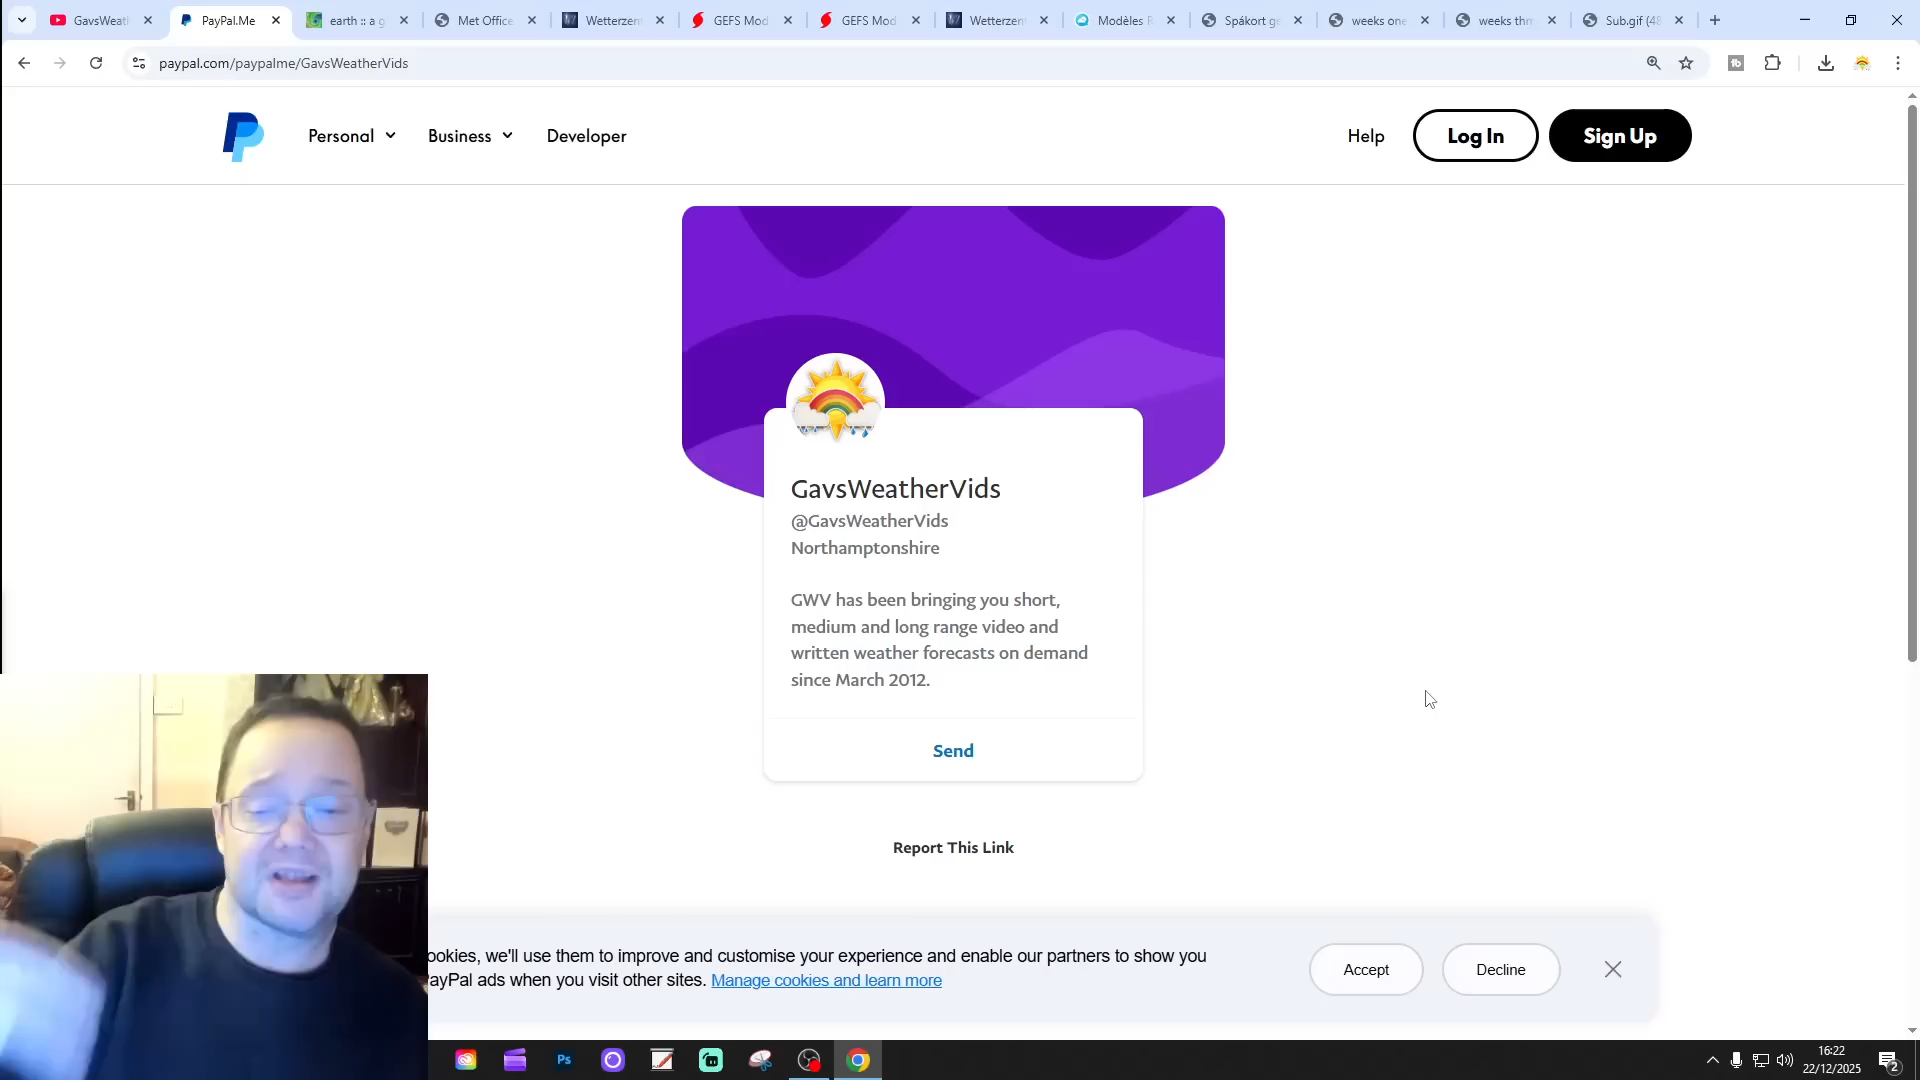 GavsWeath
PayPal.Me
earth :: a g
Met Office
Wetterzen
GEFS Mod
GEFS Mod
Wetterzen
Modèles
Spákort ge
weeks one
weeks thr
Sub.gif (48
paypal.com/paypalme/GavsWeatherVids
Personal
Business
Developer
Help
Log In
Sign Up
GavsWeatherVids
@GavsWeatherVids
Northamptonshire
GWV has been bringing you short,
medium and long range video and
written weather forecasts on demand
since March 2012.
Send
Report This Link
ookies, we'll use them to improve and customise your experience and enable our partners to show you
ayPal ads when you visit other sites. Manage cookies and learn more
Accept
Decline
Ps
16:22
22/12/2025
2